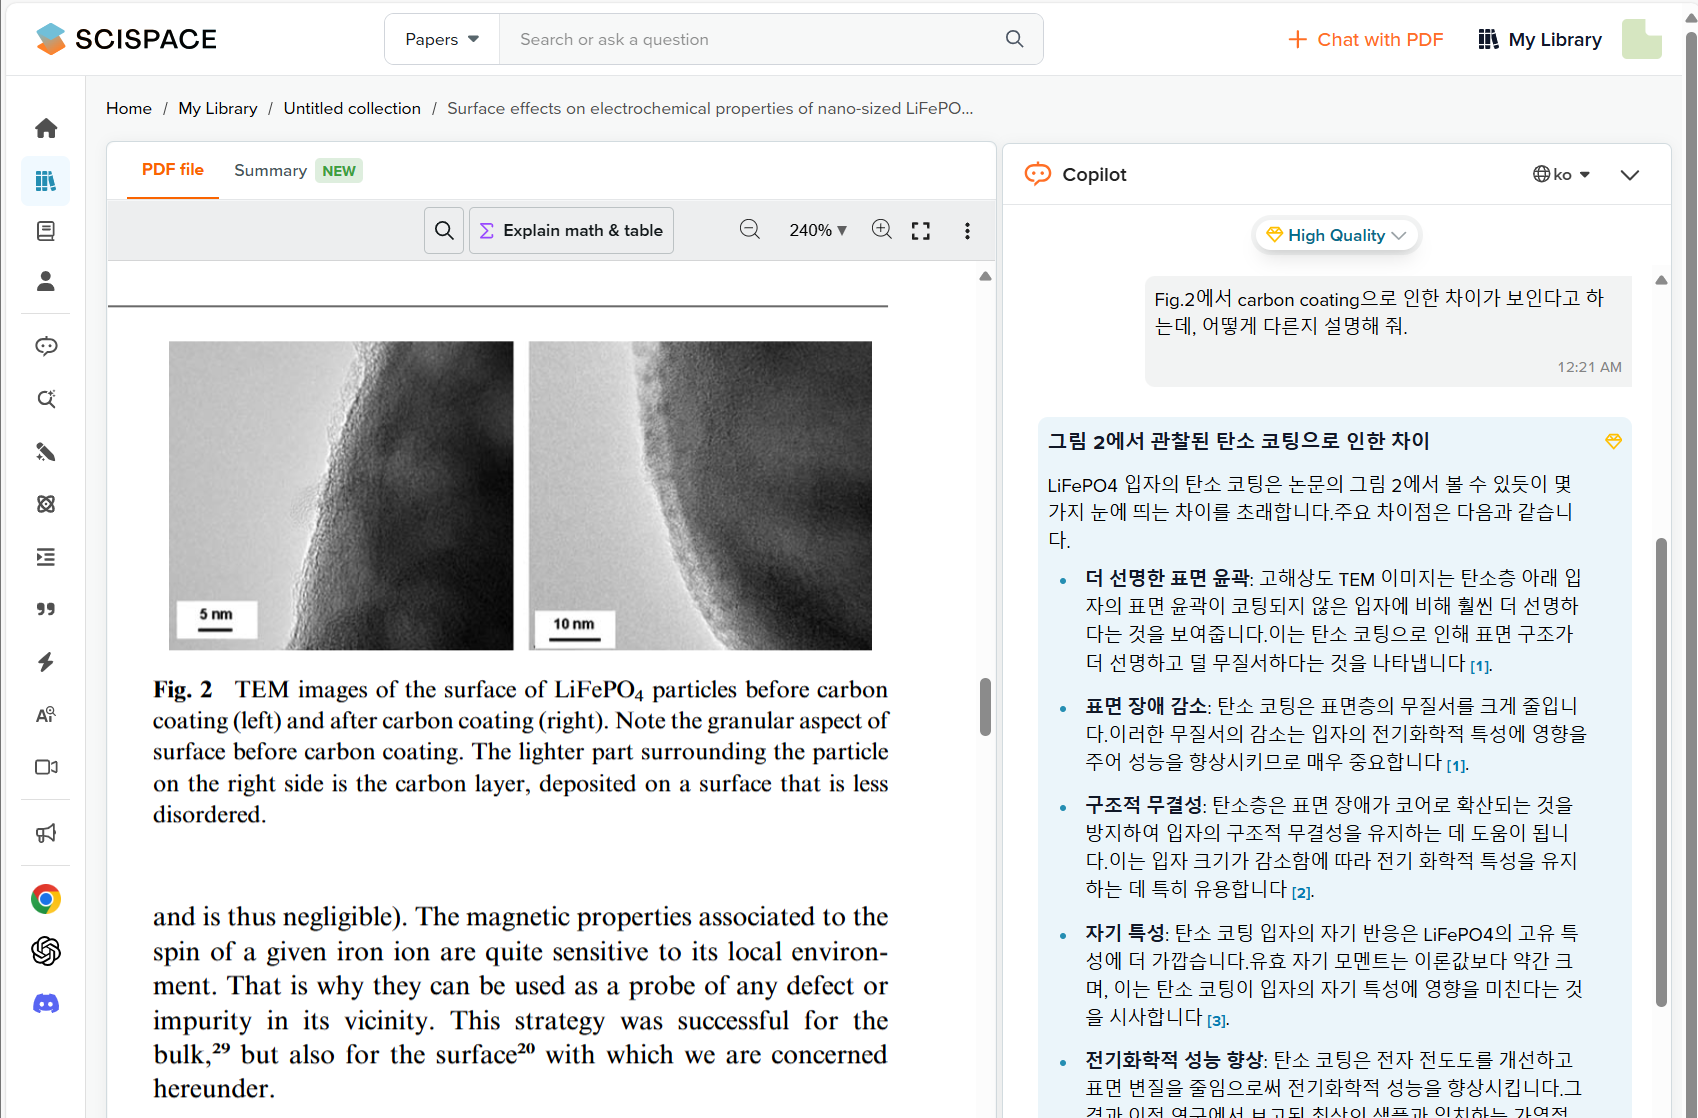 SCISPACE
Papers
Search or ask a question
Chat with PDF
My Library
Home / My Library / Untitled collection / Surface effects on electrochemical properties of nano-sized LiFePO...
PDF file
Summary NEW
Explain math & table
240%
5 nm
10 nm
Fig. 2 TEM images of the surface of LiFePO4 particles before carbon
coating (left) and after carbon coating (right). Note the granular aspect of
surface before carbon coating. The lighter part surrounding the particle
on the right side is the carbon layer, deposited on a surface that is less
disordered.
and is thus negligible). The magnetic properties associated to the
spin of a given iron ion are quite sensitive to its local environ-
ment. That is why they can be used as a probe of any defect or
impurity in its vicinity. This strategy was successful for the
bulk,29 but also for the surface20 with which we are concerned
hereunder.
Copilot
ko
High Quality
Fig.2에서 carbon coating으로 인한 차이가 보인다고 하
는데, 어떻게 다른지 설명해 줘.
12:21 AM
그림 2에서 관찰된 탄소 코팅으로 인한 차이
LiFePO4 입자의 탄소 코팅은 논문의 그림 2에서 볼 수 있듯이 몇
가지 눈에 띄는 차이를 초래합니다.주요 차이점은 다음과 같습니
다.
• 더 선명한 표면 윤곽: 고해상도 TEM 이미지는 탄소층 아래 입
자의 표면 윤곽이 코팅되지 않은 입자에 비해 훨씬 더 선명하
다는 것을 보여줍니다.이는 탄소 코팅으로 인해 표면 구조가
더 선명하고 덜 무질서하다는 것을 나타냅니다 [1].
• 표면 장애 감소: 탄소 코팅은 표면층의 무질서를 크게 줄입니
다.이러한 무질서의 감소는 입자의 전기화학적 특성에 영향을
주어 성능을 향상시키므로 매우 중요합니다 [1].
• 구조적 무결성: 탄소층은 표면 장애가 코어로 확산되는 것을
방지하여 입자의 구조적 무결성을 유지하는 데 도움이 됩니
다.이는 입자 크기가 감소함에 따라 전기 화학적 특성을 유지
하는 데 특히 유용합니다 [2].
• 자기 특성: 탄소 코팅 입자의 자기 반응은 LiFePO4의 고유 특
성에 더 가깝습니다.유효 자기 모멘트는 이론값보다 약간 크
며, 이는 탄소 코팅이 입자의 자기 특성에 영향을 미친다는 것
을 시사합니다 [3].
• 전기화학적 성능 향상: 탄소 코팅은 전자 전도도를 개선하고
표면 변질을 줄임으로써 전기화학적 성능을 향상시킵니다.그
결과 이전 연구에서 보고된 최상의 샘플과 일치하는 가역적